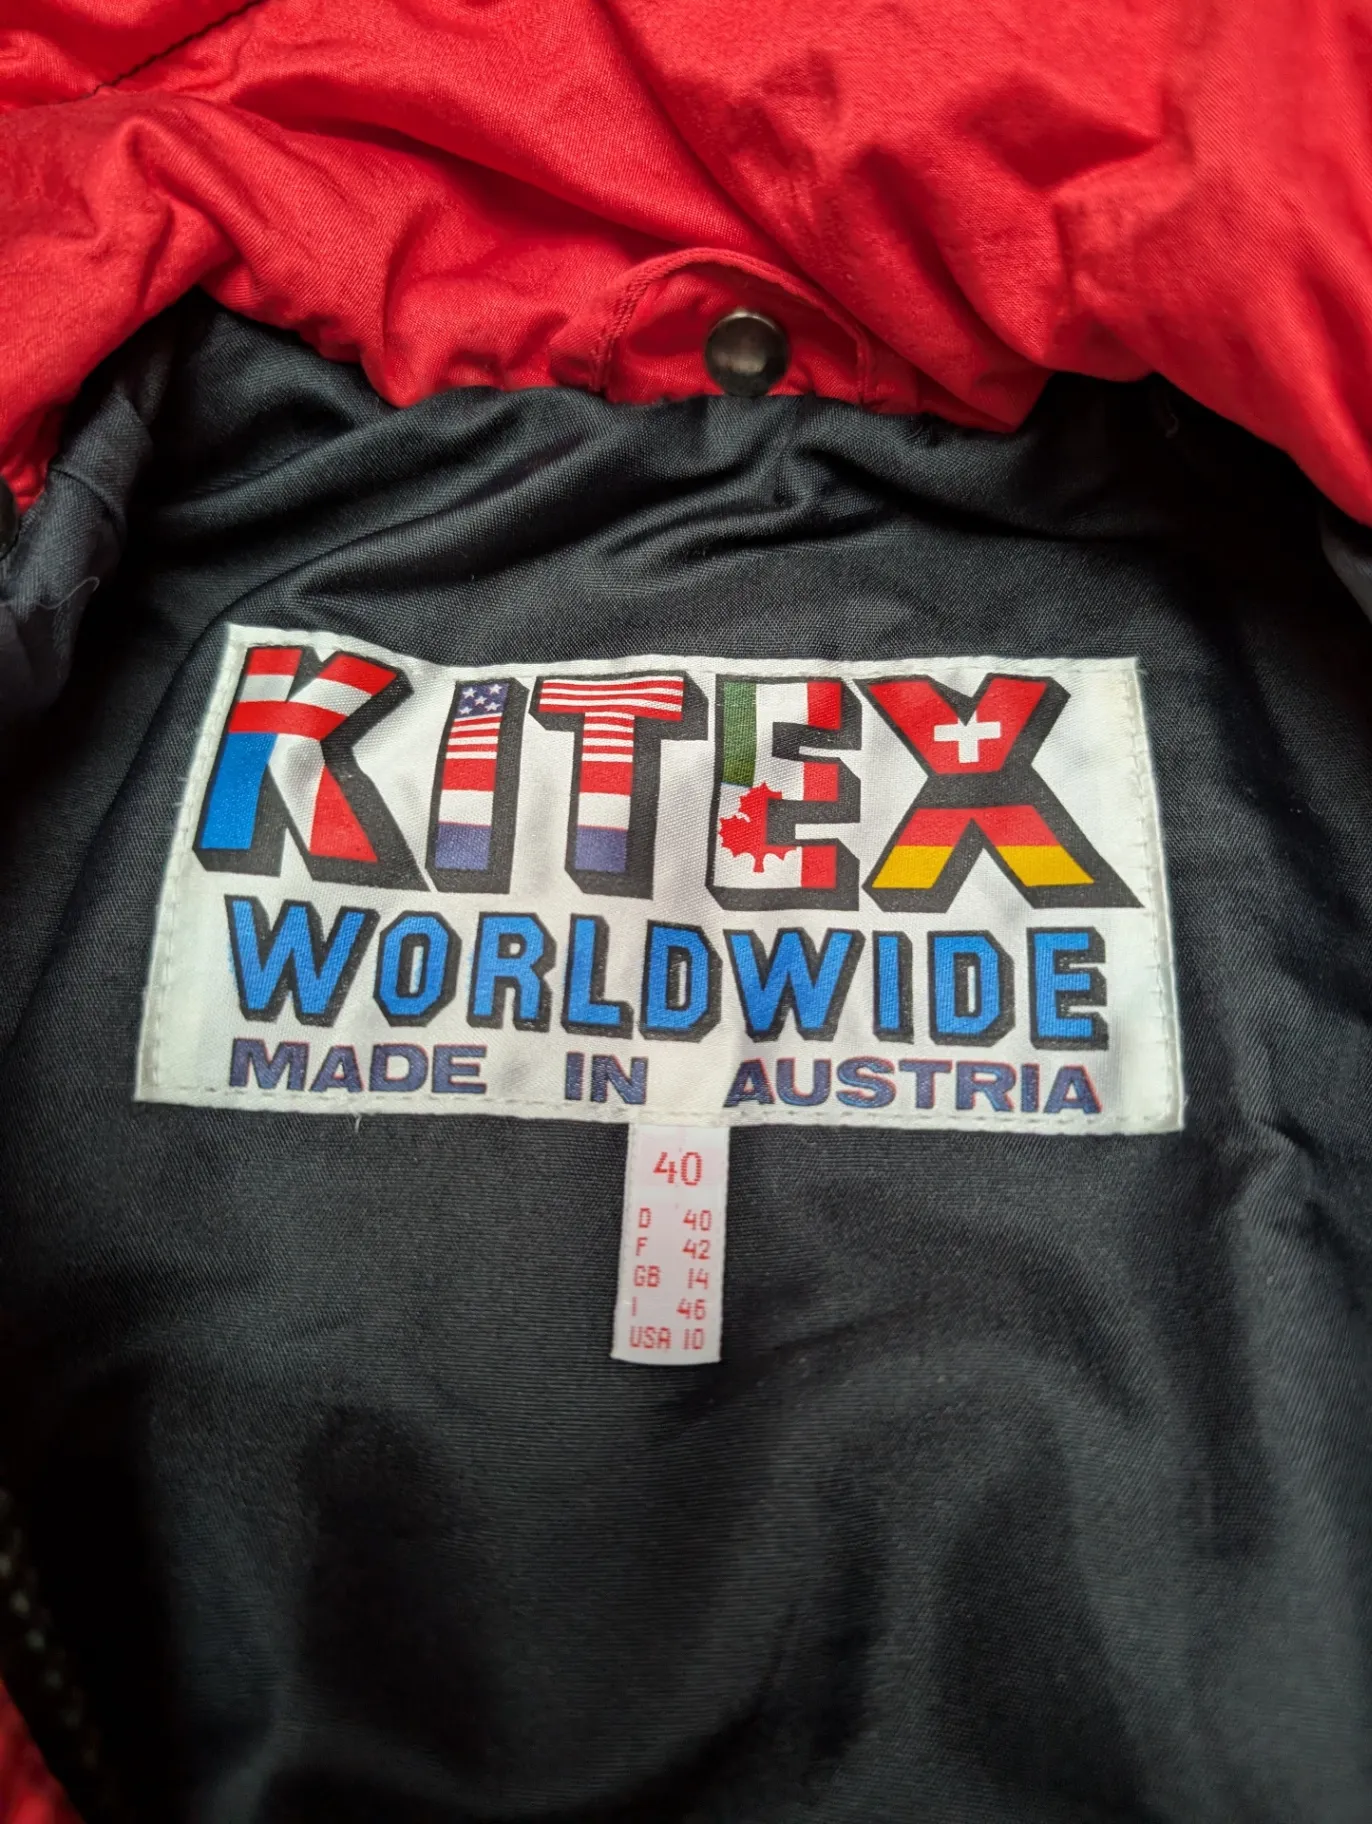 KITEX
WORLDWIDE
MADE IN AUSTRIA
40
D 40
F 42
GB 14
I 46
USA 10